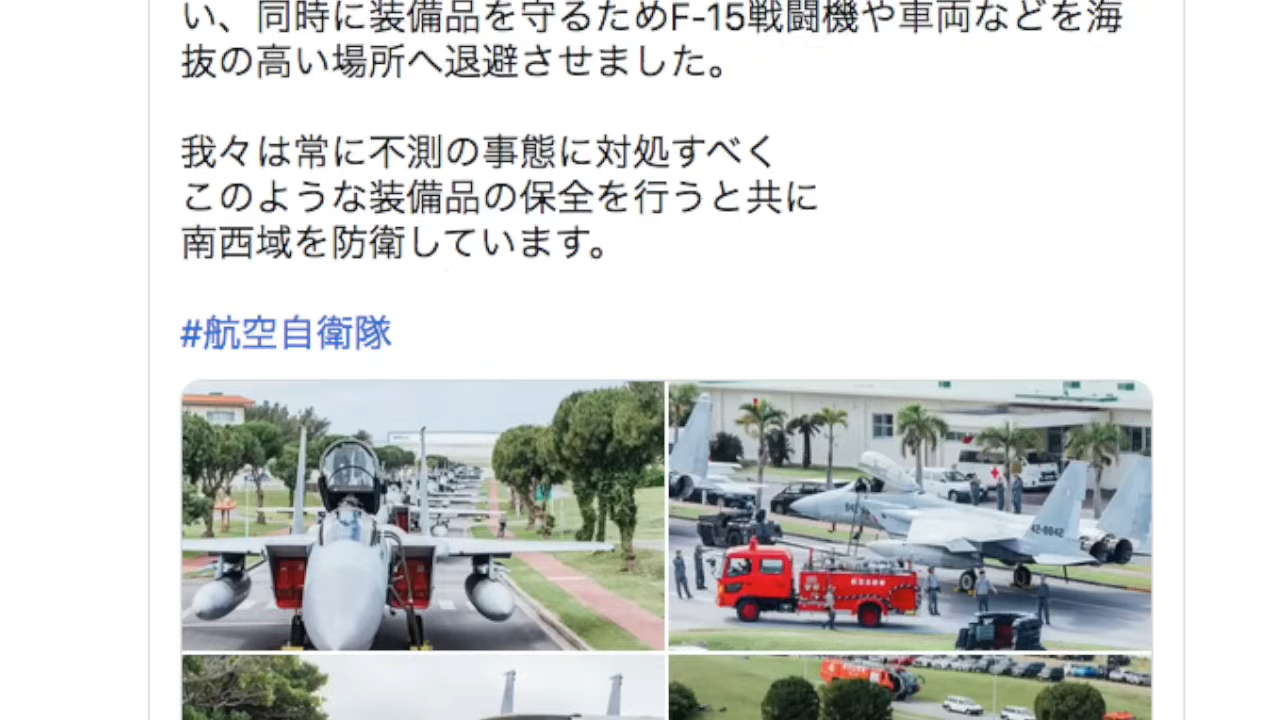 い、同時に装備品を守るためF-15戦闘機や車両などを海
抜の高い場所へ退避させました。
我々は常に不測の事態に対処すべく
このような装備品の保全を行うと共に
南西域を防衛しています。
#航空自衛隊
42-8842